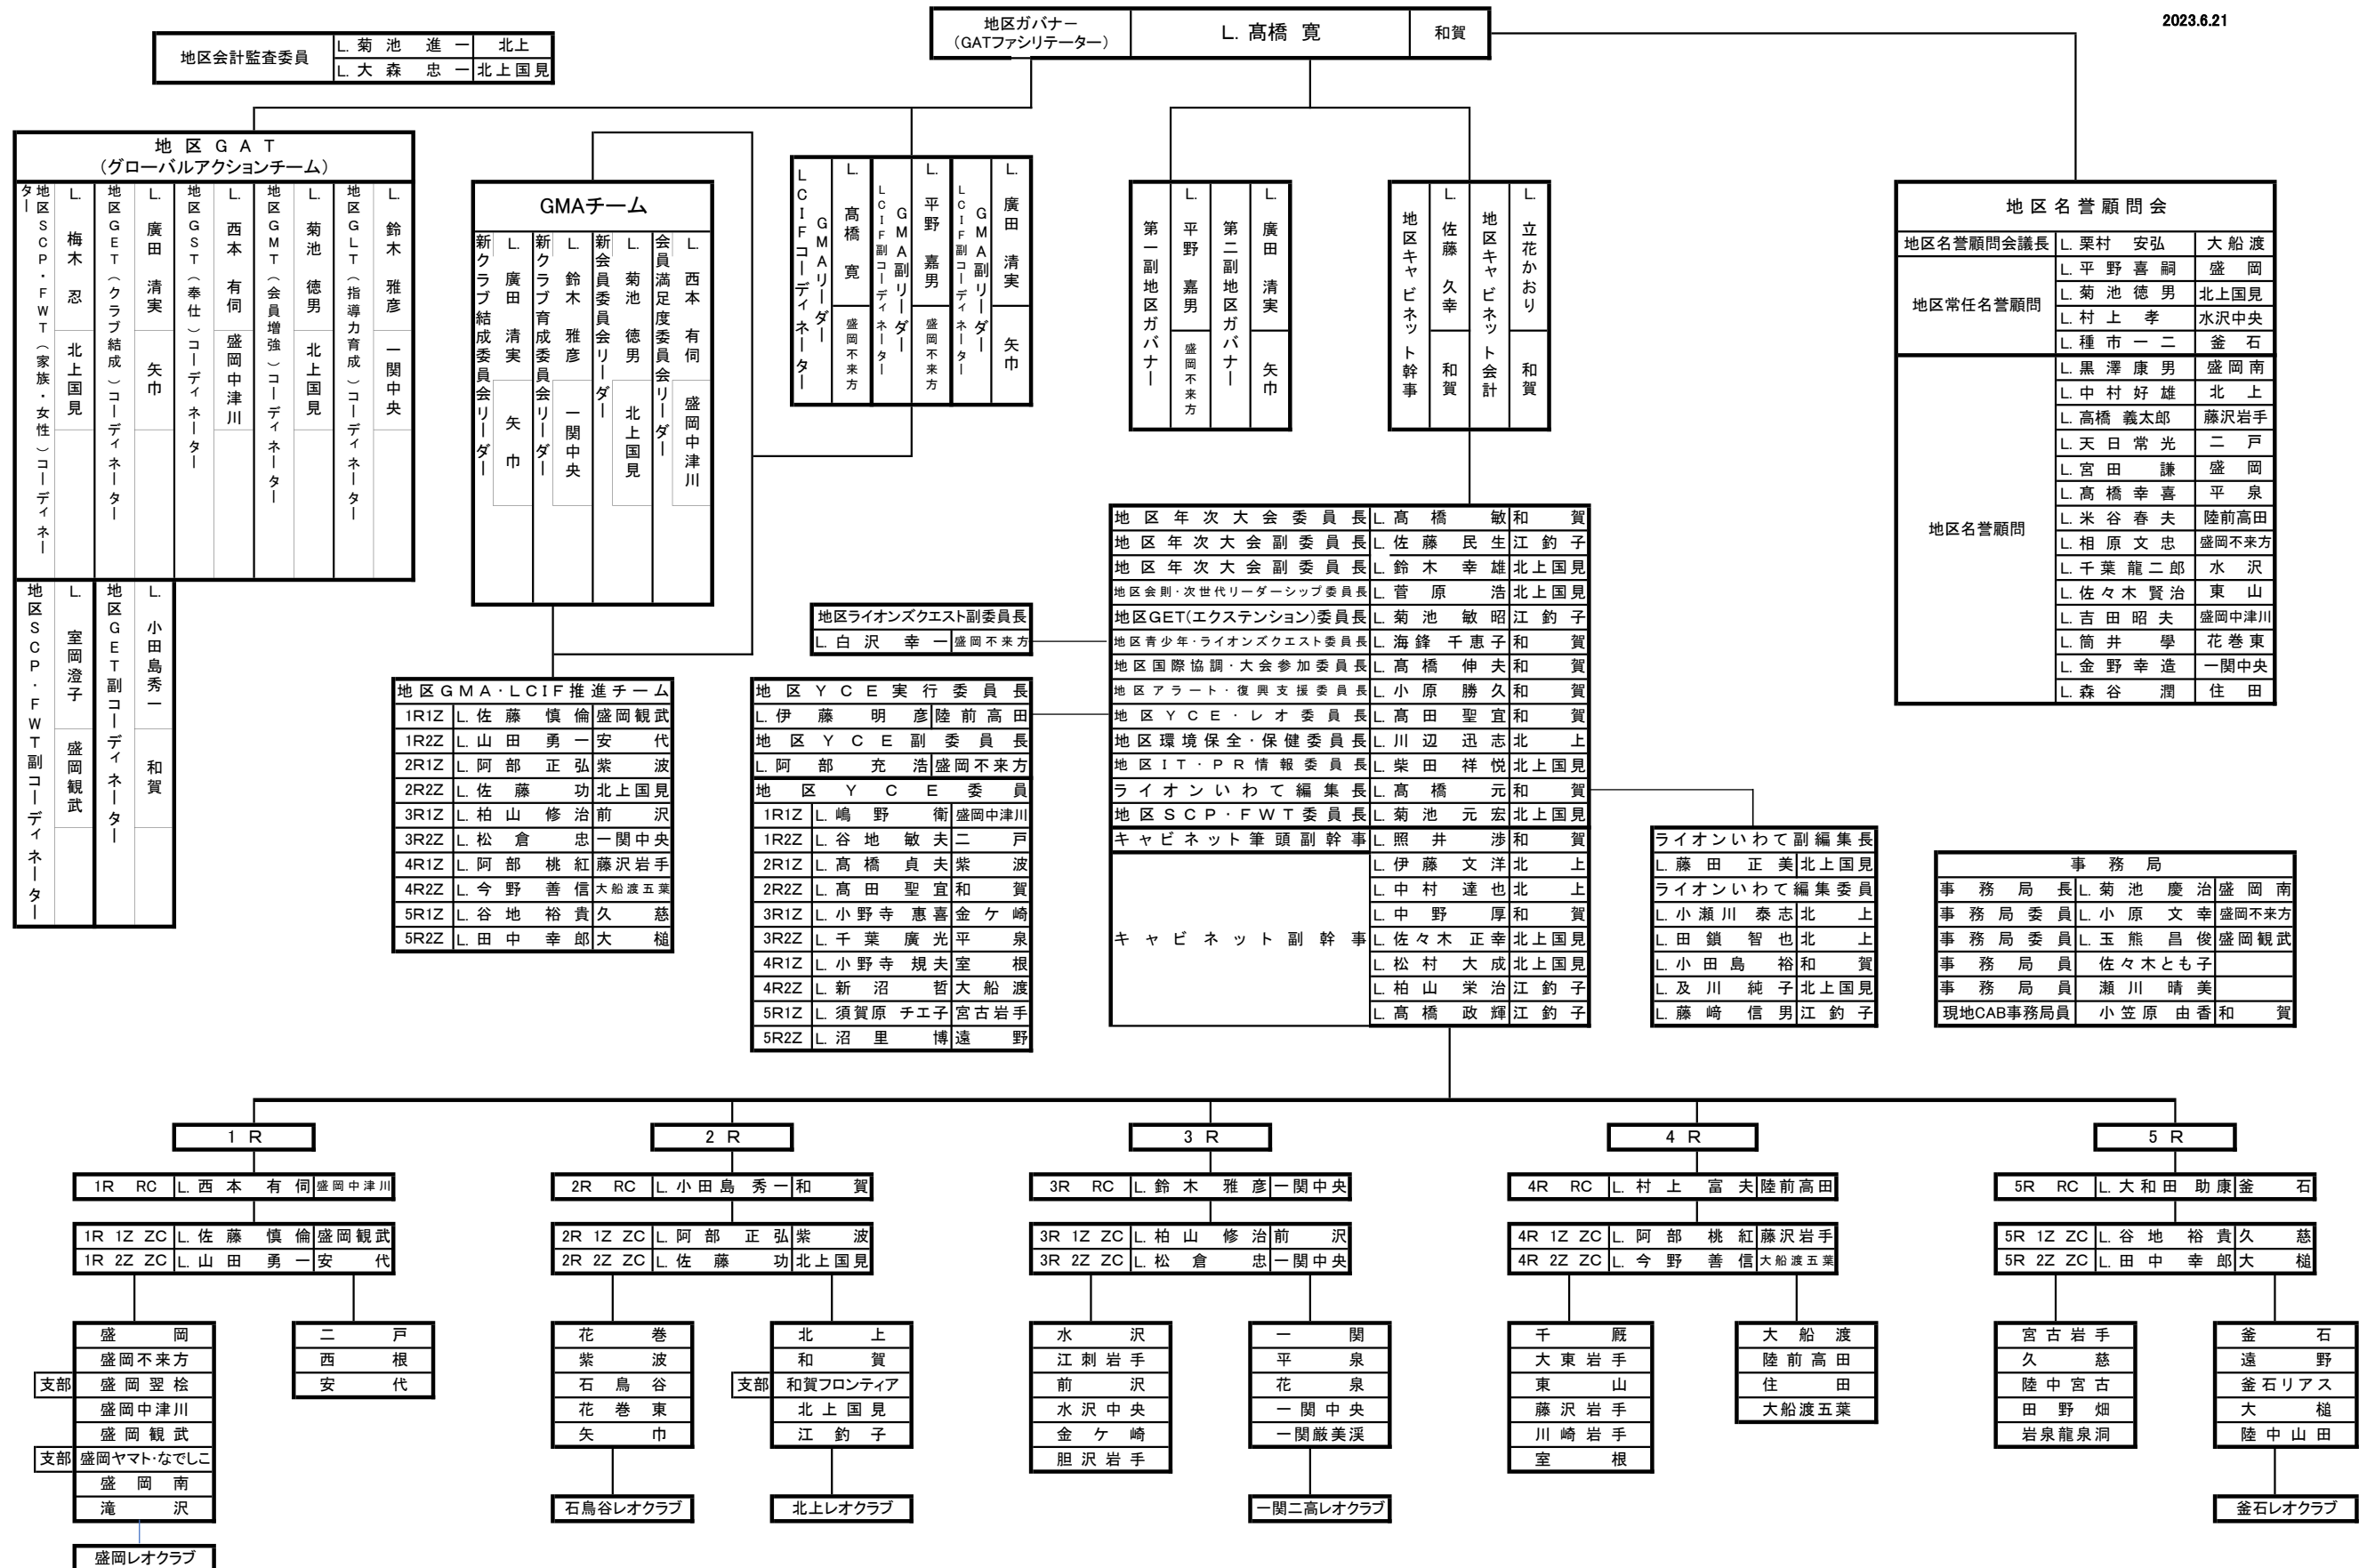 2023.6.21
地区ガバナー
(GATファシリテーター)
L. 髙橋 寛 和賀
地区会計監査委員
L. 菊池 進一 北上
L. 大森 忠一 北上国見
地区GAT
(グローバルアクションチーム)
地区SCP・FWT(家族・女性)コーディネーター L. 梅木 忍 北上国見
地区GET(クラブ結成)コーディネーター L. 廣田 清実 矢巾
地区GST(奉仕)コーディネーター L. 西本 有伺 盛岡中津川
地区GMT(会員増強)コーディネーター L. 菊池 徳男 北上国見
地区GLT(指導力育成)コーディネーター L. 鈴木 雅彦 一関中央
地区SCP・FWT副コーディネーター L. 室岡澄子 盛岡観武
地区GET副コーディネーター L. 小田島秀一 和賀
GMAチーム
新クラブ結成委員会リーダー L. 廣田 清実 矢巾
新クラブ育成委員会リーダー L. 鈴木 雅彦 一関中央
新会員委員会リーダー L. 菊池 徳男 北上国見
会員満足度委員会リーダー L. 西本 有伺 盛岡中津川
LCIFコーディネーター GMAリーダー L. 髙橋 寛 盛岡不来方
LCIF副コーディネーター GMA副リーダー L. 平野 嘉男 盛岡不来方
LCIF副コーディネーター GMA副リーダー L. 廣田 清実 矢巾
第一副地区ガバナー L. 平野 嘉男 盛岡不来方
第二副地区ガバナー L. 廣田 清実 矢巾
地区キャビネット幹事 L. 佐藤 久幸 和賀
地区キャビネット会計 L. 立花かおり 和賀
地区名誉顧問会
地区名誉顧問会議長 L. 栗村 安弘 大船渡
地区常任名誉顧問
L. 平野喜嗣 盛岡
L. 菊池徳男 北上国見
L. 村上 孝 水沢中央
L. 種市一二 釜石
地区名誉顧問
L. 黒澤康男 盛岡南
L. 中村好雄 北上
L. 高橋 義太郎 藤沢岩手
L. 天日常光 二戸
L. 宮田 謙 盛岡
L. 髙橋幸喜 平泉
L. 米谷春夫 陸前高田
L. 相原文忠 盛岡不来方
L. 千葉龍二郎 水沢
L. 佐々木賢治 東山
L. 吉田昭夫 盛岡中津川
L. 筒井 學 花巻東
L. 金野幸造 一関中央
L. 森谷 潤 住田
地区年次大会委員長 L. 髙橋 敏 和賀
地区年次大会副委員長 L. 佐藤 民生 江釣子
地区年次大会副委員長 L. 鈴木 幸雄 北上国見
地区会則・次世代リーダーシップ委員長 L. 菅原 浩 北上国見
地区GET(エクステンション)委員長 L. 菊池 敏昭 江釣子
地区青少年・ライオンズクエスト委員長 L. 海鋒 千恵子 和賀
地区国際協調・大会参加委員長 L. 髙橋 伸夫 和賀
地区アラート・復興支援委員長 L. 小原 勝久 和賀
地区YCE・レオ委員長 L. 髙田 聖宜 和賀
地区環境保全・保健委員長 L. 川辺 迅志 北上
地区IT・PR情報委員長 L. 柴田 祥悦 北上国見
ライオンいわて編集長 L. 髙橋 元 和賀
地区SCP・FWT委員長 L. 菊池 元宏 北上国見
キャビネット筆頭副幹事 L. 照井 渉 和賀
キャビネット副幹事
L. 伊藤 文洋 北上
L. 中村 達也 北上
L. 中野 厚 和賀
L. 佐々木 正幸 北上国見
L. 松村 大成 北上国見
L. 柏山 栄治 江釣子
L. 髙橋 政輝 江釣子
地区ライオンズクエスト副委員長
L. 白沢 幸一 盛岡不来方
地区GMA・LCIF推進チーム
1R1Z L. 佐藤 慎倫 盛岡観武
1R2Z L. 山田 勇一 安代
2R1Z L. 阿部 正弘 紫波
2R2Z L. 佐藤 功 北上国見
3R1Z L. 柏山 修治 前沢
3R2Z L. 松倉 忠 一関中央
4R1Z L. 阿部 桃紅 藤沢岩手
4R2Z L. 今野 善信 大船渡五葉
5R1Z L. 谷地 裕貴 久慈
5R2Z L. 田中 幸郎 大槌
地区YCE実行委員長
L. 伊藤 明彦 陸前高田
地区YCE副委員長
L. 阿部 充浩 盛岡不来方
地区YCE委員
1R1Z L. 嶋野 衛 盛岡中津川
1R2Z L. 谷地 敏夫 二戸
2R1Z L. 髙橋 貞夫 紫波
2R2Z L. 髙田 聖宜 和賀
3R1Z L. 小野寺 恵喜 金ケ崎
3R2Z L. 千葉 廣光 平泉
4R1Z L. 小野寺 規夫 室根
4R2Z L. 新沼 哲 大船渡
5R1Z L. 須賀原 チエ子 宮古岩手
5R2Z L. 沼里 博 遠野
ライオンいわて副編集長
L. 藤田 正美 北上国見
ライオンいわて編集委員
L. 小瀬川 泰志 北上
L. 田鎖 智也 北上
L. 小田島 裕 和賀
L. 及川 純子 北上国見
L. 藤﨑 信男 江釣子
事務局
事務局長 L. 菊池 慶治 盛岡南
事務局委員 L. 小原 文幸 盛岡不来方
事務局委員 L. 玉熊 昌俊 盛岡観武
事務局員 佐々木とも子
事務局員 瀬川 晴美
現地CAB事務局員 小笠原 由香 和賀
1 R
1R RC L. 西本 有伺 盛岡中津川
1R 1Z ZC L. 佐藤 慎倫 盛岡観武
1R 2Z ZC L. 山田 勇一 安代
盛岡
盛岡不来方
支部 盛岡翌桧
盛岡中津川
盛岡観武
支部 盛岡ヤマト・なでしこ
盛岡南
滝沢
盛岡レオクラブ
二戸
西根
安代
2 R
2R RC L. 小田島 秀一 和賀
2R 1Z ZC L. 阿部 正弘 紫波
2R 2Z ZC L. 佐藤 功 北上国見
花巻
紫波
石鳥谷
花巻東
矢巾
石鳥谷レオクラブ
北上
和賀
支部 和賀フロンティア
北上国見
江釣子
北上レオクラブ
3 R
3R RC L. 鈴木 雅彦 一関中央
3R 1Z ZC L. 柏山 修治 前沢
3R 2Z ZC L. 松倉 忠 一関中央
水沢
江刺岩手
前沢
水沢中央
金ケ崎
胆沢岩手
一関
平泉
花泉
一関中央
一関厳美渓
一関二高レオクラブ
4 R
4R RC L. 村上 富夫 陸前高田
4R 1Z ZC L. 阿部 桃紅 藤沢岩手
4R 2Z ZC L. 今野 善信 大船渡五葉
千厩
大東岩手
東山
藤沢岩手
川崎岩手
室根
大船渡
陸前高田
住田
大船渡五葉
5 R
5R RC L. 大和田 助康 釜石
5R 1Z ZC L. 谷地 裕貴 久慈
5R 2Z ZC L. 田中 幸郎 大槌
宮古岩手
久慈
陸中宮古
田野畑
岩泉龍泉洞
釜石
遠野
釜石リアス
大槌
陸中山田
釜石レオクラブ